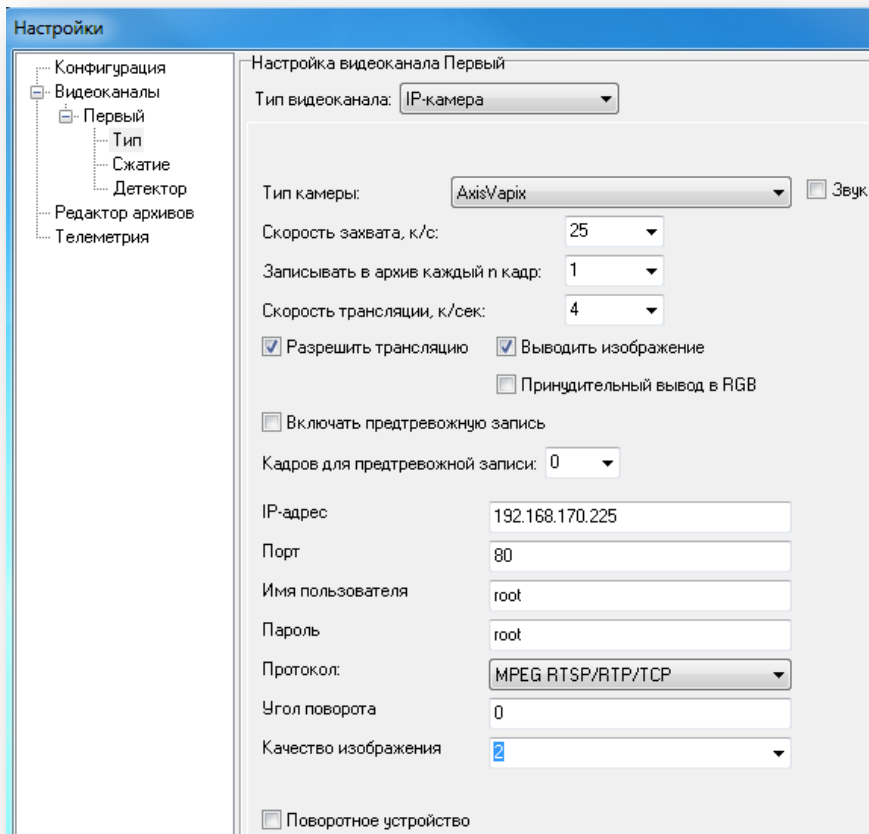 Настройки
Конфигурация
Видеоканалы
Первый
Тип
Сжатие
Детектор
Редактор архивов
Телеметрия
Настройка видеоканала Первый
Тип видеоканала: IP-камера
Тип камеры: AxisVapix Звук
Скорость захвата, к/с: 25
Записывать в архив каждый n кадр: 1
Скорость трансляции, к/сек: 4
Разрешить трансляцию Выводить изображение
Принудительный вывод в RGB
Включать предтревожную запись
Кадров для предтревожной записи: 0
IP-адрес 192.168.170.225
Порт 80
Имя пользователя root
Пароль root
Протокол: MPEG RTSP/RTP/TCP
Угол поворота 0
Качество изображения 2
Поворотное устройство